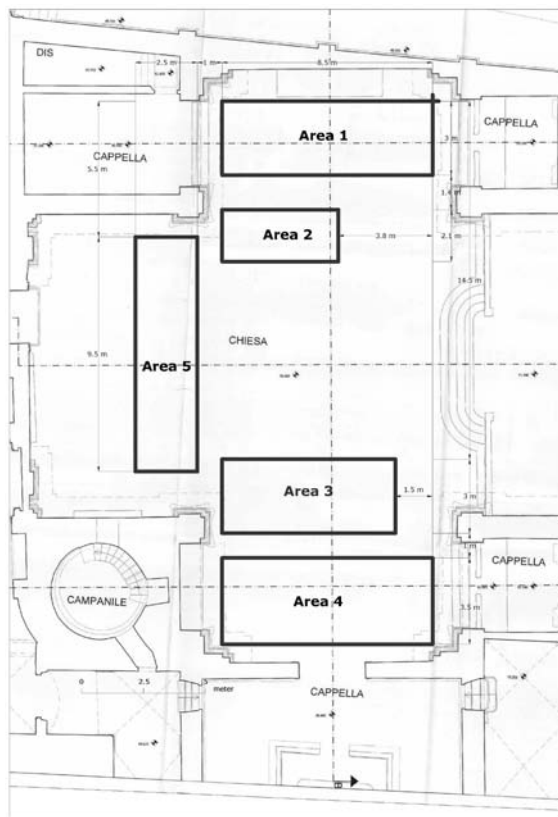 DIS
2.5 m
1 m
8.5 m
Area 1
3 m
CAPPELLA
CAPPELLA
5.5 m
1.4 m
Area 2
3.8 m
2.1 m
14.5 m
CHIESA
9.5 m
Area 5
Area 3
1.5 m
3 m
1 m
CAPPELLA
CAMPANILE
Area 4
3.5 m
0
2.5
meter
CAPPELLA